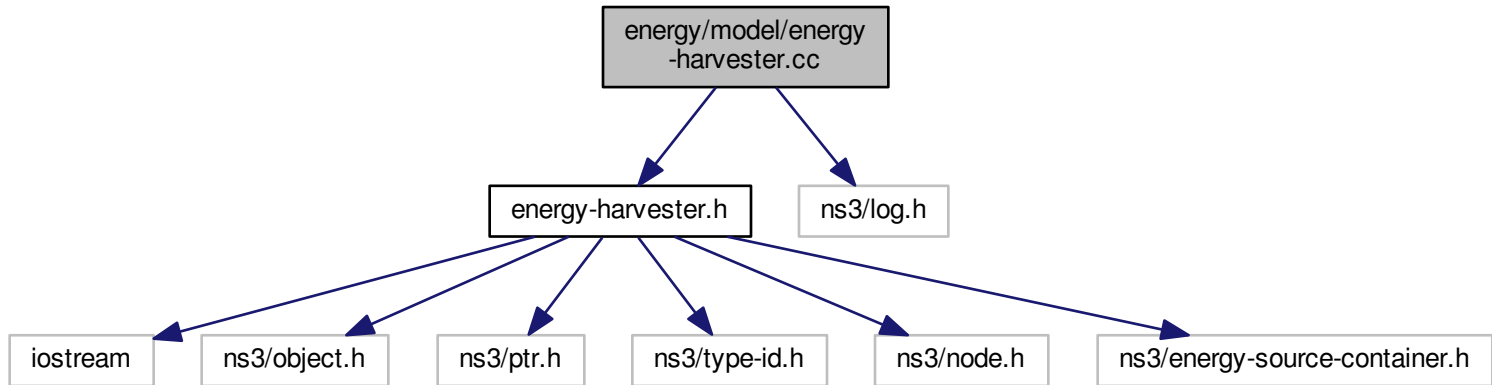 energy/model/energy
-harvester.cc
energy-harvester.h
ns3/log.h
iostream
ns3/object.h
ns3/ptr.h
ns3/type-id.h
ns3/node.h
ns3/energy-source-container.h